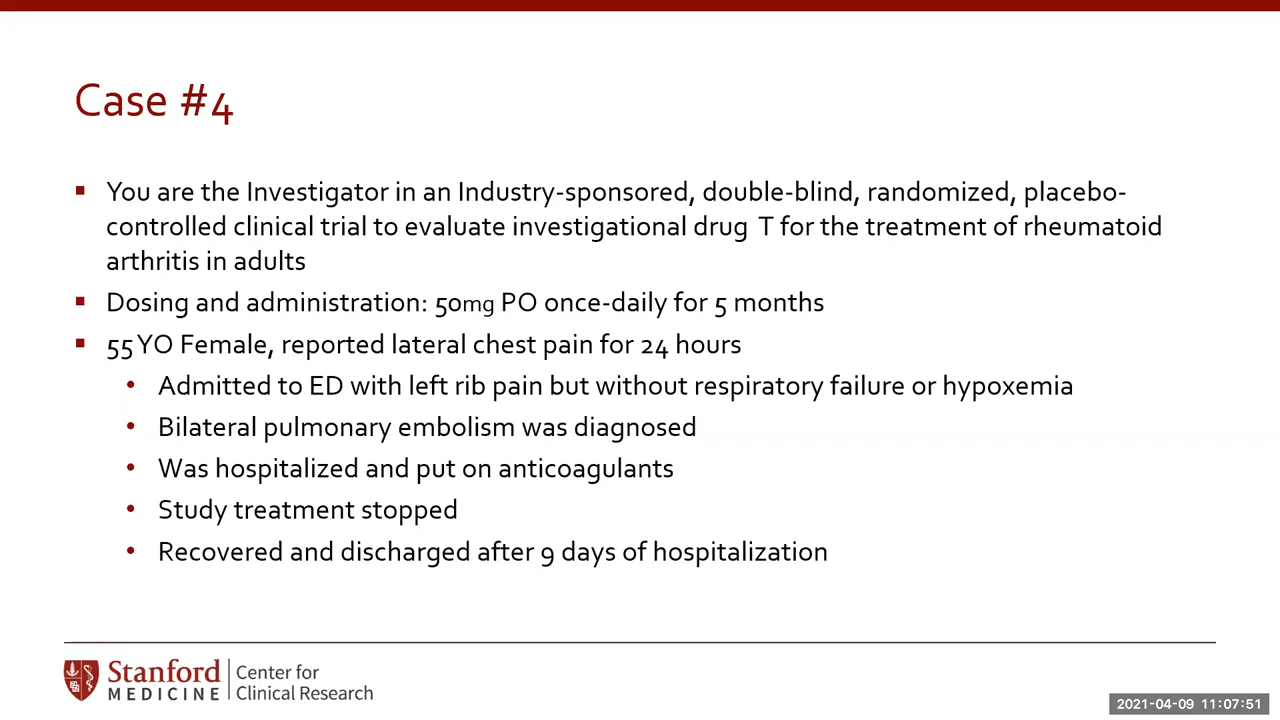 Case #4
▪ You are the Investigator in an Industry-sponsored, double-blind, randomized, placebo-
controlled clinical trial to evaluate investigational drug T for the treatment of rheumatoid
arthritis in adults
▪ Dosing and administration: 50mg PO once-daily for 5 months
▪ 55 YO Female, reported lateral chest pain for 24 hours
• Admitted to ED with left rib pain but without respiratory failure or hypoxemia
• Bilateral pulmonary embolism was diagnosed
• Was hospitalized and put on anticoagulants
• Study treatment stopped
• Recovered and discharged after 9 days of hospitalization
Stanford
MEDICINE
Center for
Clinical Research
2021-04-09 11:07:51